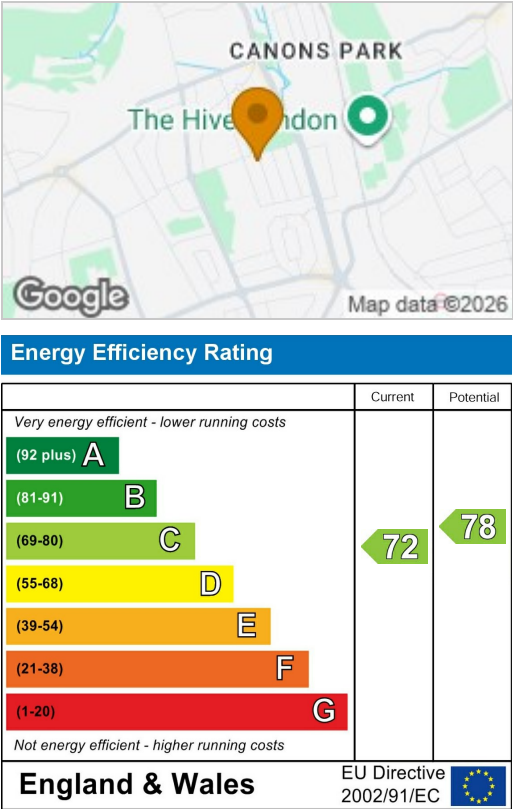 CANONS PARK
The Hive London
Google
Map data ©2026
Energy Efficiency Rating
Current Potential
Very energy efficient - lower running costs
(92 plus) A
(81-91) B
(69-80) C
72
78
(55-68) D
(39-54) E
(21-38) F
(1-20) G
Not energy efficient - higher running costs
England & Wales
EU Directive
2002/91/EC